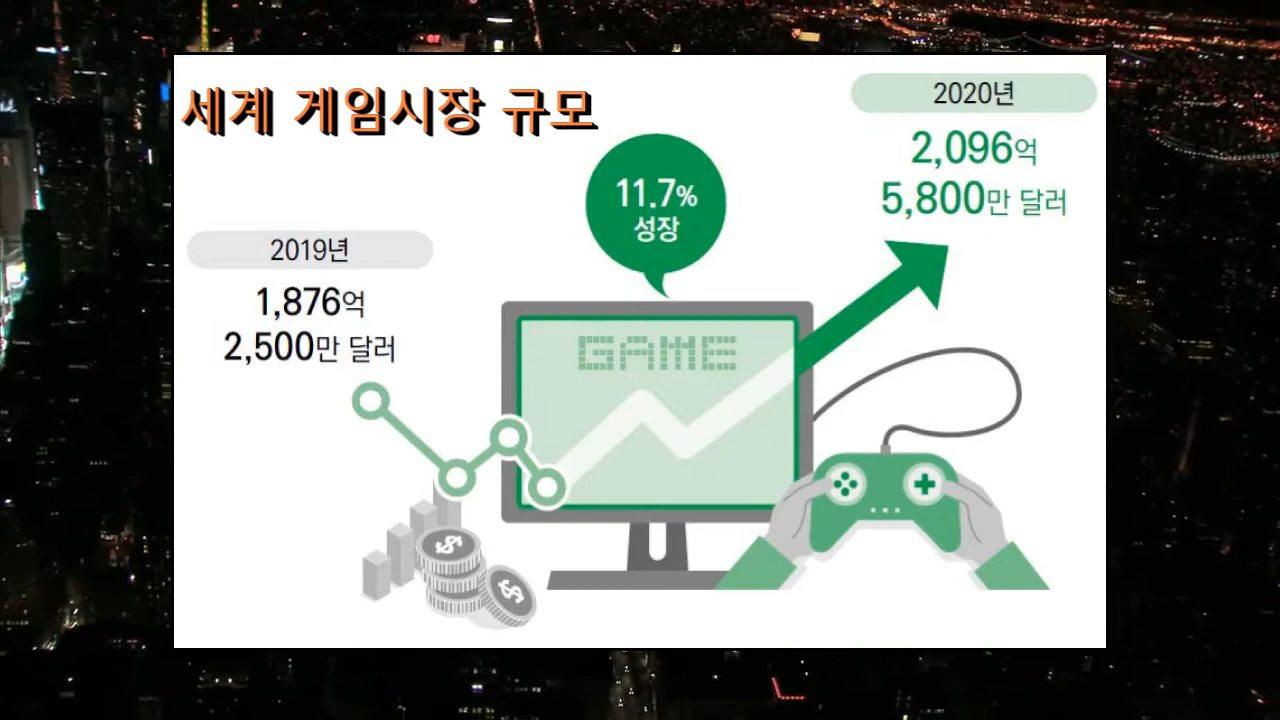 세계 게임시장 규모
2020년
2,096억
5,800만 달러
11.7%
성장
2019년
1,876억
2,500만 달러
GAME
$
$